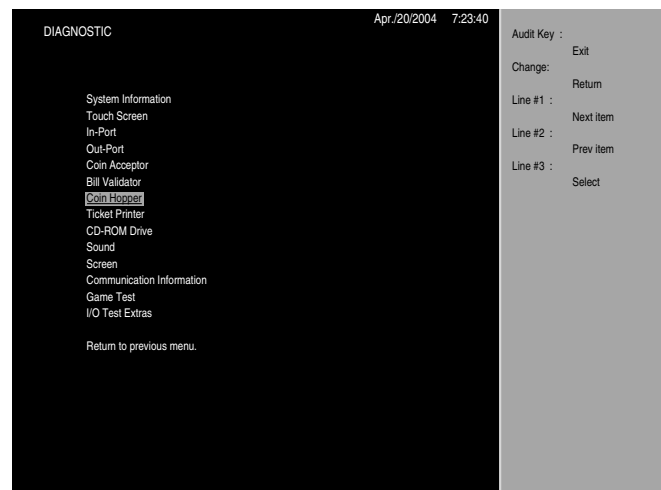 DIAGNOSTIC
Apr./20/2004 7:23:40
System Information
Touch Screen
In-Port
Out-Port
Coin Acceptor
Bill Validator
Coin Hopper
Ticket Printer
CD-ROM Drive
Sound
Screen
Communication Information
Game Test
I/O Test Extras
Return to previous menu.
Audit Key :
Exit
Change:
Return
Line #1 :
Next item
Line #2 :
Prev item
Line #3 :
Select